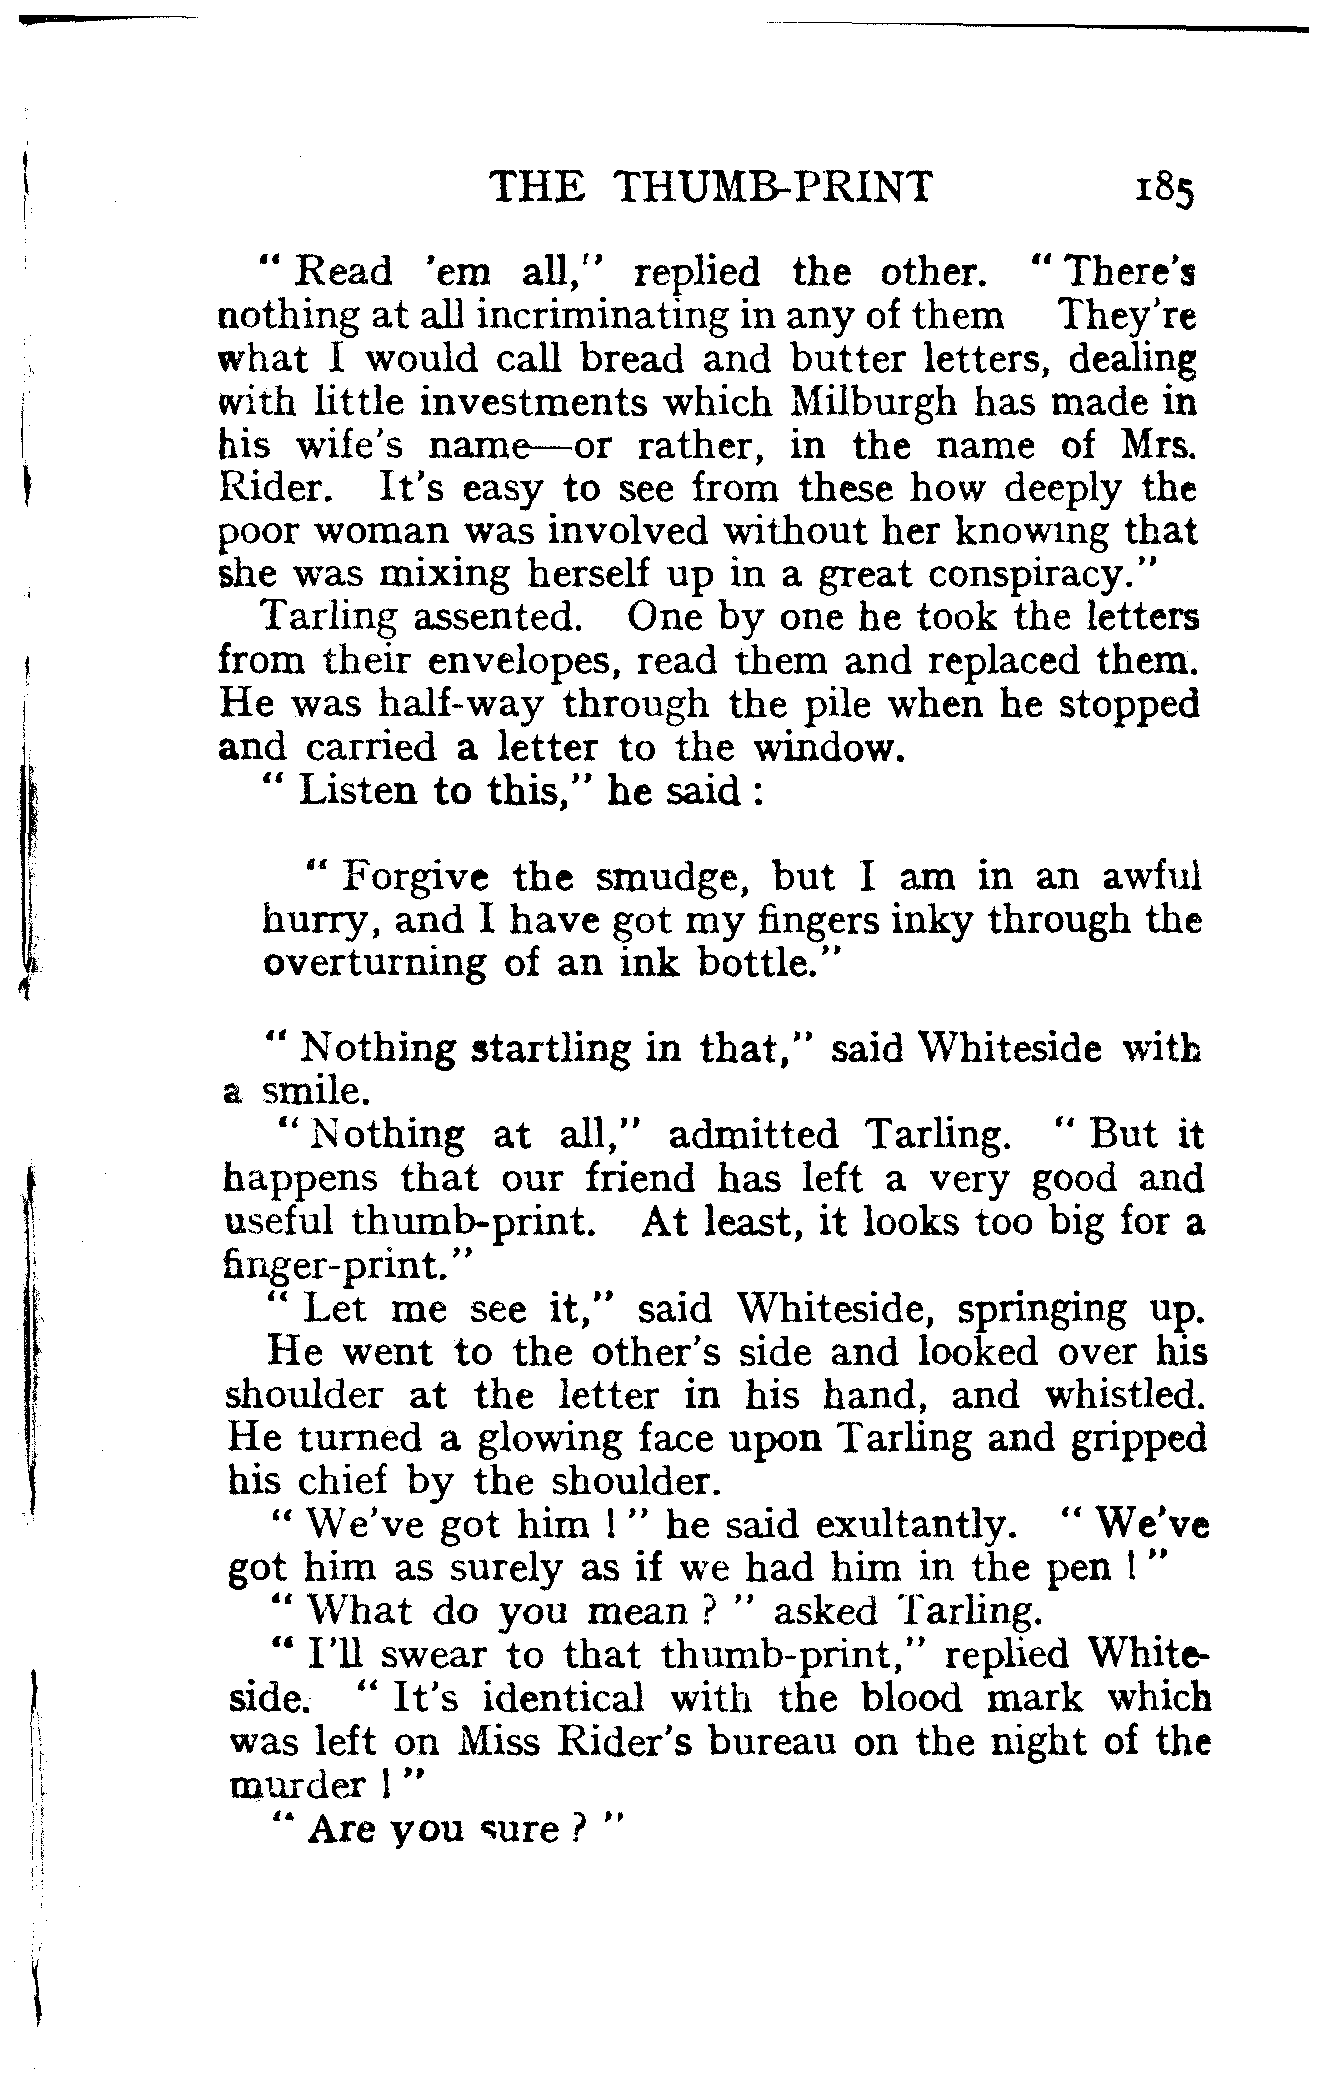 THE THUMB-PRINT 185
" Read 'em all," replied the other. " There's
nothing at all incriminating in any of them They're
what I would call bread and butter letters, dealing
with little investments which Milburgh has made in
his wife's name—or rather, in the name of Mrs.
Rider. It's easy to see from these how deeply the
poor woman was involved without her knowing that
she was mixing herself up in a great conspiracy."
Tarling assented. One by one he took the letters
from their envelopes, read them and replaced them.
He was half-way through the pile when he stopped
and carried a letter to the window.
" Listen to this," he said :
" Forgive the smudge, but I am in an awful
hurry, and I have got my fingers inky through the
overturning of an ink bottle."
" Nothing startling in that," said Whiteside with
a smile.
" Nothing at all," admitted Tarling. " But it
happens that our friend has left a very good and
useful thumb-print. At least, it looks too big for a
finger-print."
" Let me see it," said Whiteside, springing up.
He went to the other's side and looked over his
shoulder at the letter in his hand, and whistled.
He turned a glowing face upon Tarling and gripped
his chief by the shoulder.
" We've got him ! " he said exultantly. " We've
got him as surely as if we had him in the pen ! "
" What do you mean ? " asked Tarling.
" I'll swear to that thumb-print," replied White-
side. " It's identical with the blood mark which
was left on Miss Rider's bureau on the night of the
murder ! "
" Are you sure ? "